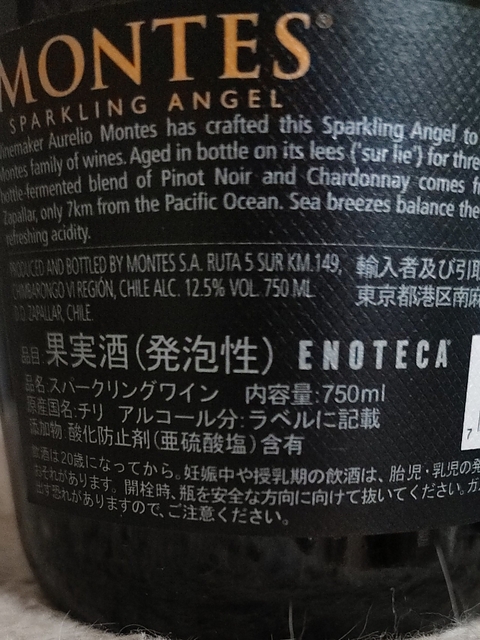 MONTES®
SPARKLING ANGEL
Winemaker Aurelio Montes has crafted this Sparkling Angel to
Montes family of wines. Aged in bottle on its lees ('sur lie') for three
bottle-fermented blend of Pinot Noir and Chardonnay comes
Zapallar, only 7km from the Pacific Ocean. Sea breezes balance the
refreshing acidity.
PRODUCED AND BOTTLED BY MONTES S.A. RUTA 5 SUR KM.149,
CHIMBARONGO VI REGIÓN, CHILE ALC. 12.5% VOL. 750 ML
D.O. ZAPALLAR, CHILE.
輸入者及び引取
東京都港区南麻
品目 果実酒(発泡性) ENOTECA
品名:スパークリングワイン 内容量:750ml
原産国名:チリ アルコール分:ラベルに記載
添加物:酸化防止剤(亜硫酸塩)含有
飲酒は20歳になってから。妊娠中や授乳期の飲酒は、胎児・乳児の発
おそれがあります。開栓時、瓶を安全な方向に向けて抜いてください。ガ
出す恐れがありますので、ご注意ください。
7